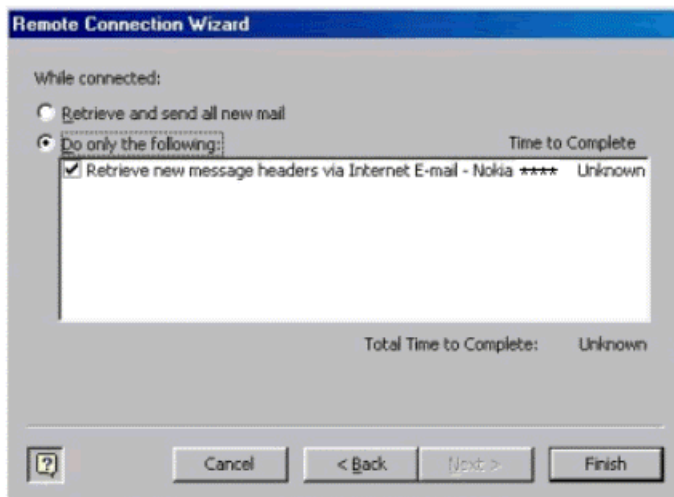 Remote Connection Wizard
While connected:
Retrieve and send all new mail
Do only the following:
Time to Complete
Retrieve new message headers via Internet E-mail - Nokia **** Unknown
Total Time to Complete: Unknown
?
Cancel
< Back
Next >
Finish